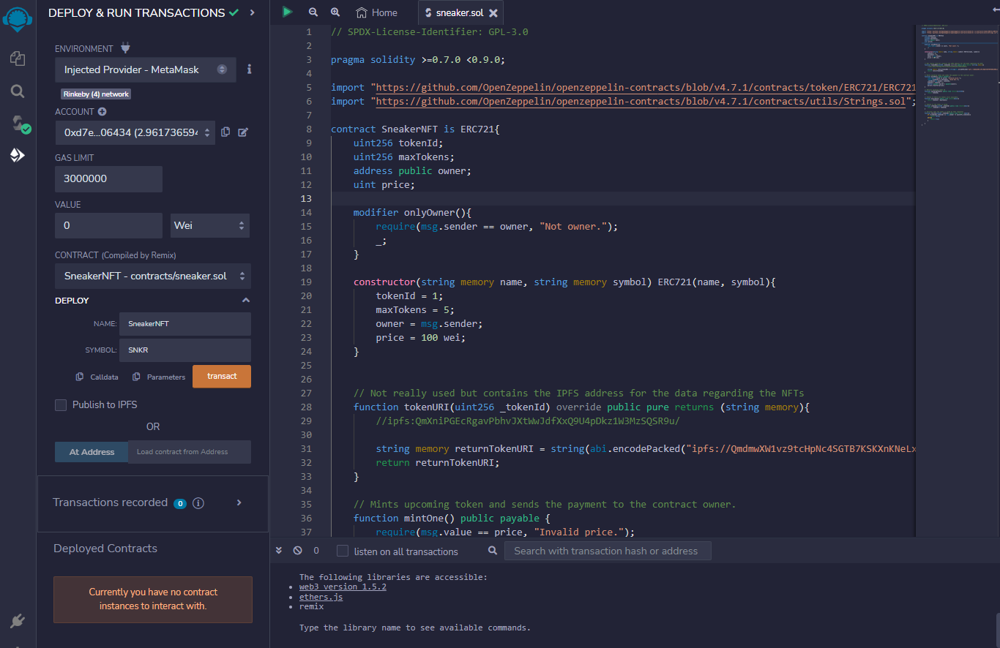 DEPLOY & RUN TRANSACTIONS
ENVIRONMENT
Injected Provider - MetaMask
Rinkeby (4) network
ACCOUNT
0xd7e...06434 (2.961736594
GAS LIMIT
3000000
VALUE
0
Wei
CONTRACT (Compiled by Remix)
SneakerNFT - contracts/sneaker.sol
DEPLOY
NAME: SneakerNFT
SYMBOL: SNKR
Calldata Parameters transact
Publish to IPFS
OR
At Address Load contract from Address
Transactions recorded 0 i
Deployed Contracts
Currently you have no contract
instances to interact with.
Home sneaker.sol
1 // SPDX-License-Identifier: GPL-3.0
2
3 pragma solidity >=0.7.0 <0.9.0;
4
5 import "https://github.com/OpenZeppelin/openzeppelin-contracts/blob/v4.7.1/contracts/token/ERC721/ERC721
6 import "https://github.com/OpenZeppelin/openzeppelin-contracts/blob/v4.7.1/contracts/utils/Strings.sol";
7
8 contract SneakerNFT is ERC721{
9 uint256 tokenId;
10 uint256 maxTokens;
11 address public owner;
12 uint price;
13
14 modifier onlyOwner(){
15 require(msg.sender == owner, "Not owner.");
16 _;
17 }
18
19 constructor(string memory name, string memory symbol) ERC721(name, symbol){
20 tokenId = 1;
21 maxTokens = 5;
22 owner = msg.sender;
23 price = 100 wei;
24 }
25
26
27 // Not really used but contains the IPFS address for the data regarding the NFTs
28 function tokenURI(uint256 _tokenId) override public pure returns (string memory){
29 //ipfs:QmXniPGEcRgavPbhvJXtWwJdfXxQ9U4pDkz1W3MzSQSR9u/
30
31 string memory returnTokenURI = string(abi.encodePacked("ipfs://QmdmwXW1vz9tcHpNc4SGTB7KSKXnKNeLx
32 return returnTokenURI;
33 }
34
35 // Mints upcoming token and sends the payment to the contract owner.
36 function mintOne() public payable {
37 require(msg.value == price, "Invalid price.");
0 listen on all transactions Search with transaction hash or address
The following libraries are accessible:
• web3 version 1.5.2
• ethers.js
• remix
Type the library name to see available commands.